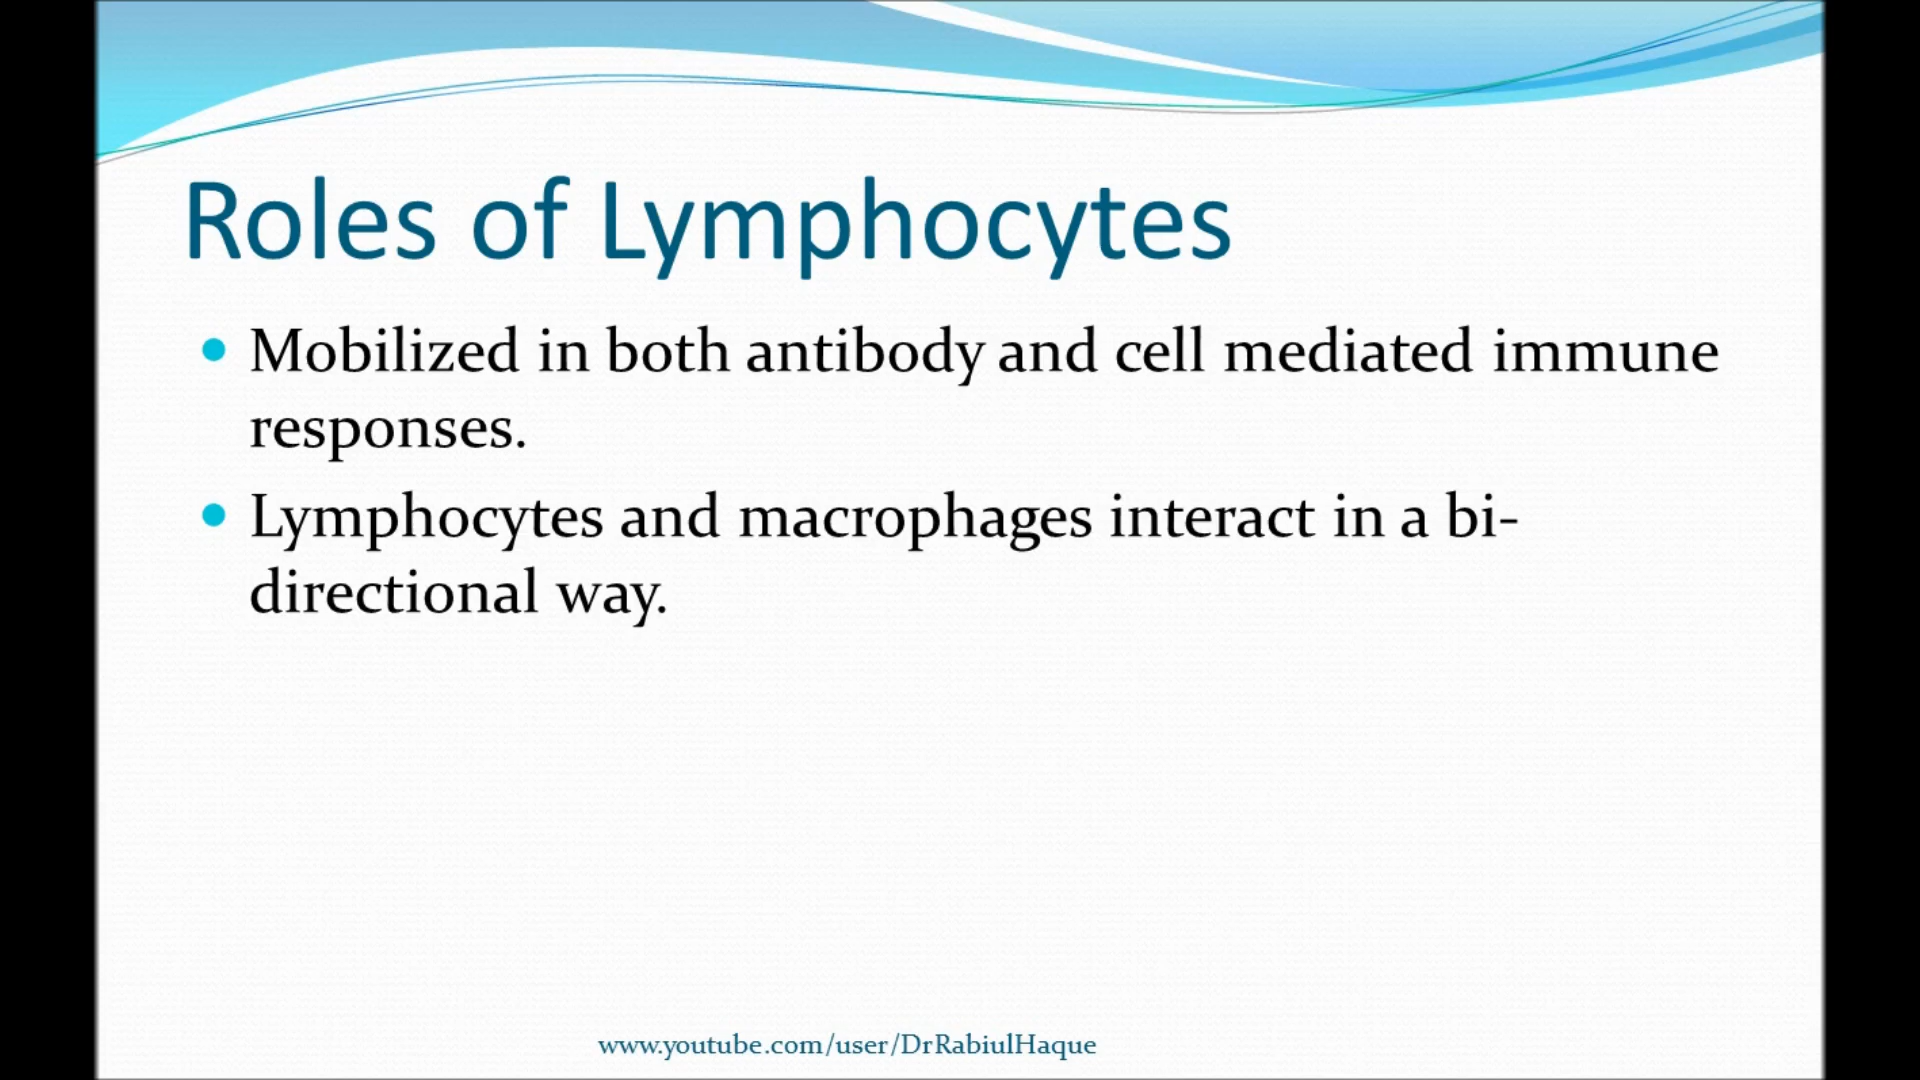 Roles of Lymphocytes
• Mobilized in both antibody and cell mediated immune
responses.
• Lymphocytes and macrophages interact in a bi-
directional way.
www.youtube.com/user/DrRabiulHaque